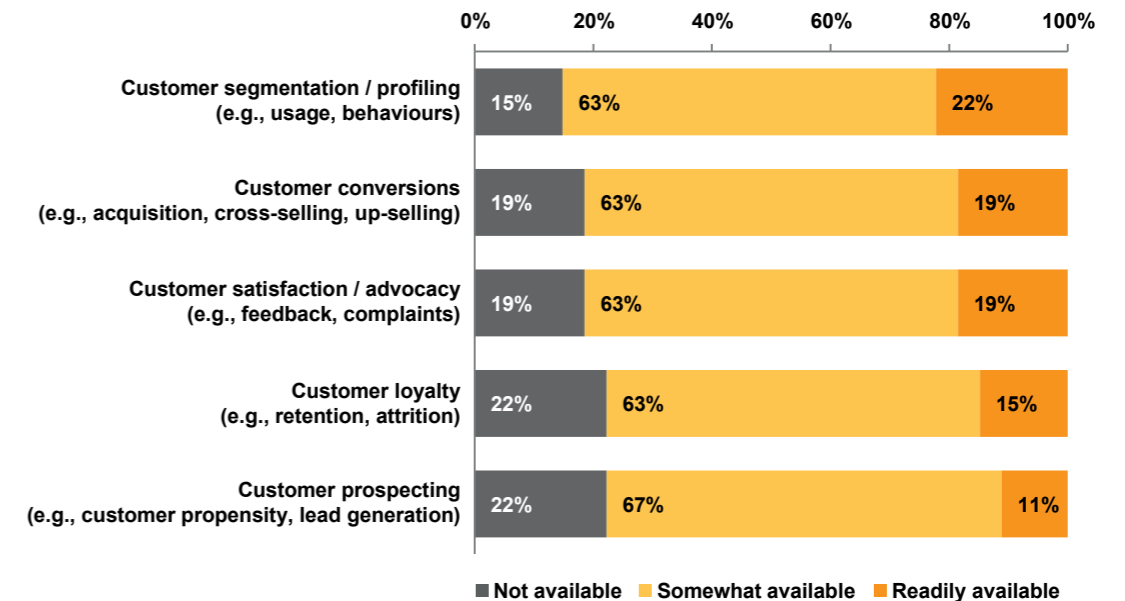 0% 20% 40% 60% 80% 100%
Customer segmentation / profiling
(e.g., usage, behaviours)
15% 63% 22%
Customer conversions
(e.g., acquisition, cross-selling, up-selling)
19% 63% 19%
Customer satisfaction / advocacy
(e.g., feedback, complaints)
19% 63% 19%
Customer loyalty
(e.g., retention, attrition)
22% 63% 15%
Customer prospecting
(e.g., customer propensity, lead generation)
22% 67% 11%
Not available Somewhat available Readily available